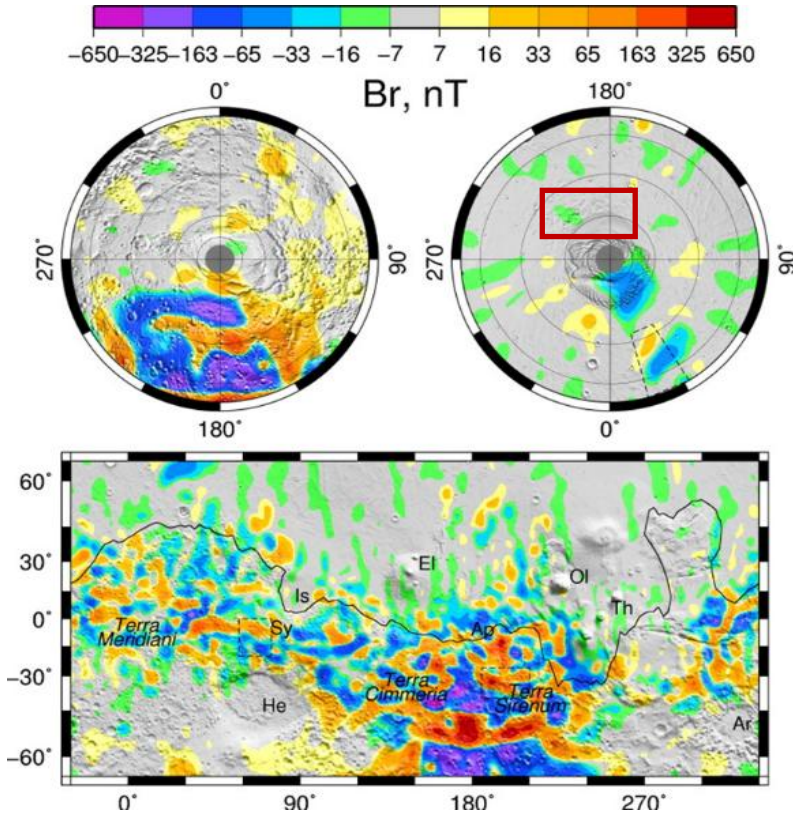 −650 −325 −163 −65 −33 −16 −7 7 16 33 65 163 325 650
Br, nT
0° 180°
270° 90° 270° 90°
180° 0°
60°
30° El
Is Ol
Th
0° Terra Meridiani Sy Ap
−30° Terra Cimmeria Terra Sirenum
He Ar
−60°
0° 90° 180° 270°